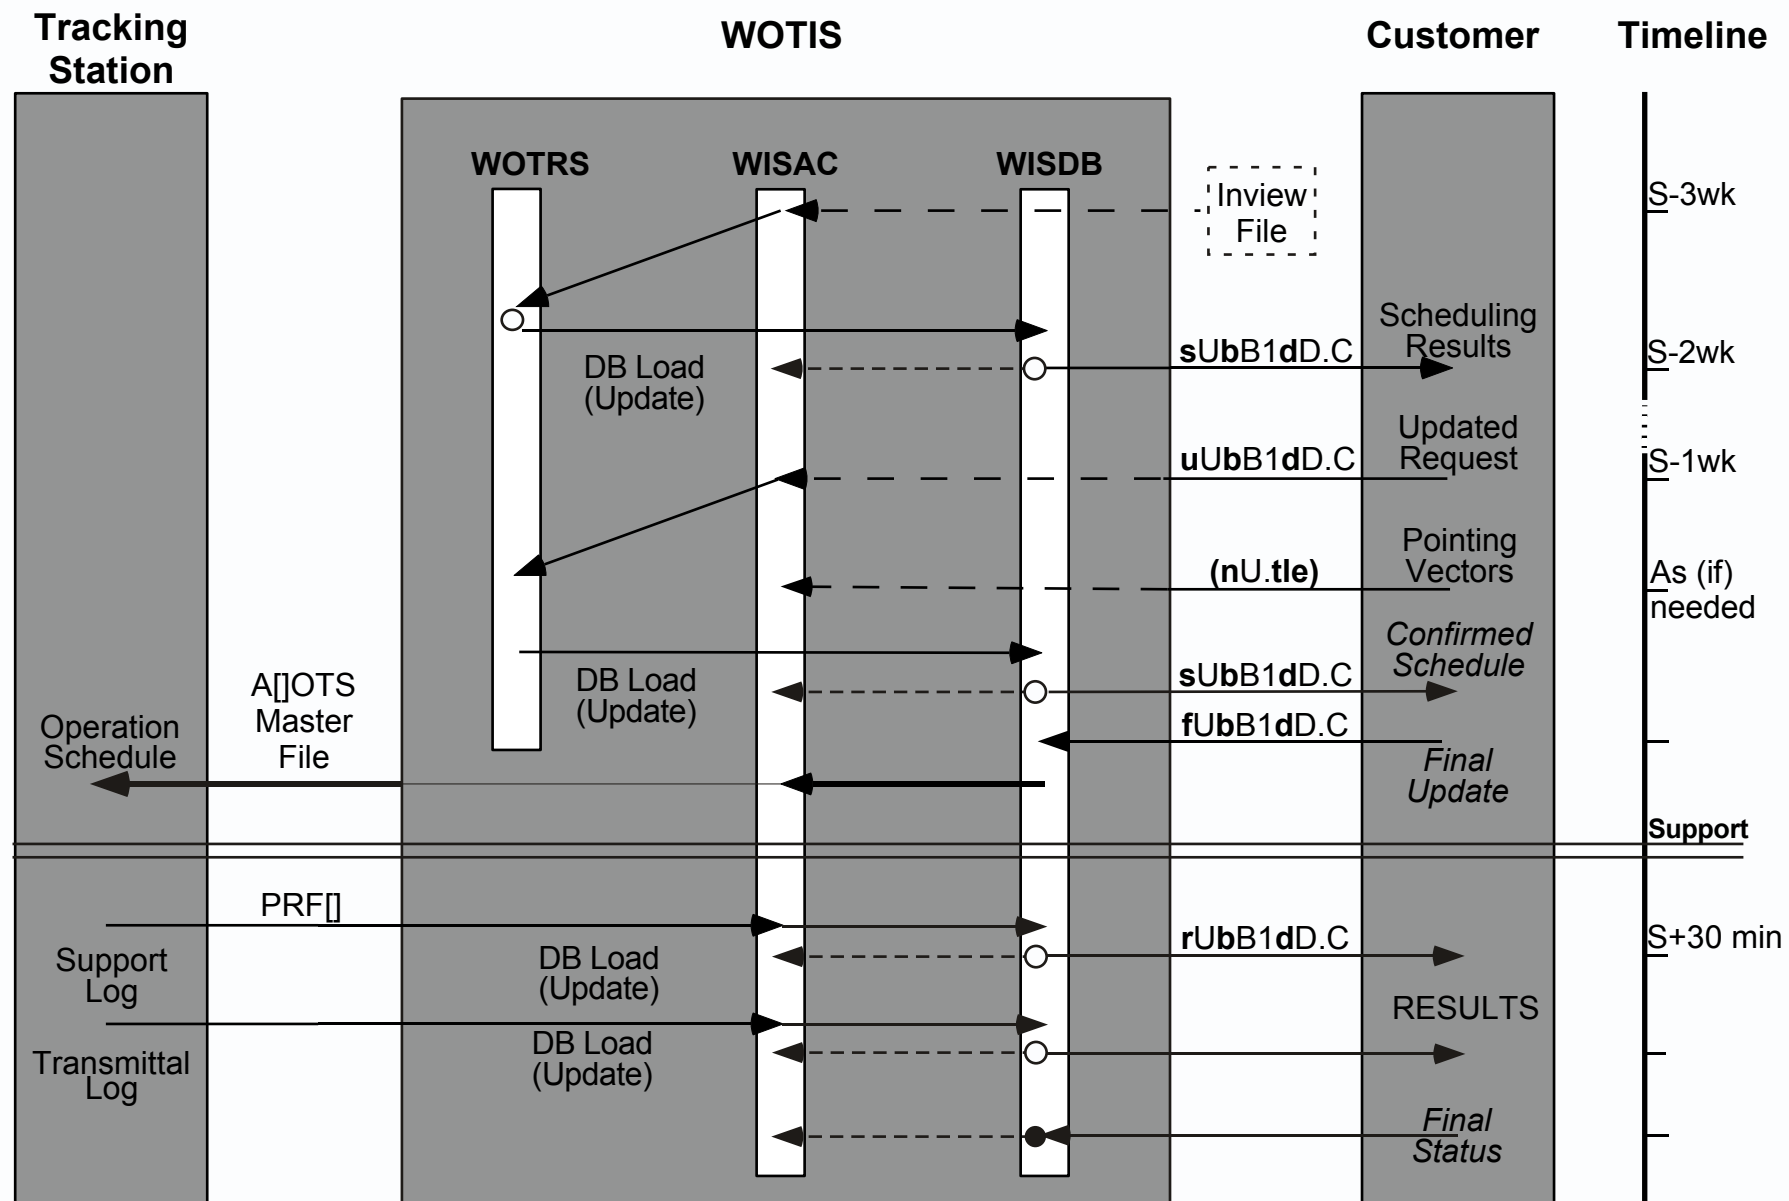 Tracking
Station
WOTIS
Customer
Timeline
WOTRS
WISAC
WISDB
Inview
File
S-3wk
Scheduling
Results
sUbB1dD.C
S-2wk
DB Load
(Update)
Updated
Request
uUbB1dD.C
S-1wk
Pointing
Vectors
(nU.tle)
As (if)
needed
Confirmed
Schedule
sUbB1dD.C
DB Load
(Update)
A[]OTS
Master
File
Operation
Schedule
fUbB1dD.C
Final
Update
Support
PRF[]
rUbB1dD.C
S+30 min
Support
Log
DB Load
(Update)
RESULTS
DB Load
(Update)
Transmittal
Log
Final
Status